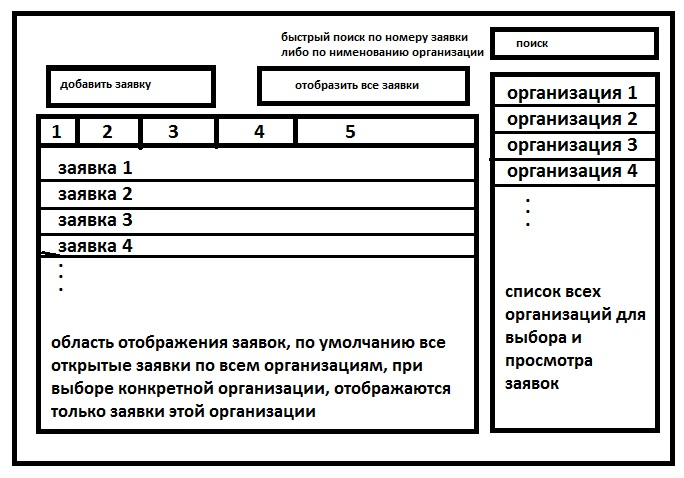 быстрый поиск по номеру заявки
либо по нименованию организации
поиск
добавить заявку
отобразить все заявки
1 2 3 4 5
заявка 1
заявка 2
заявка 3
заявка 4
.
.
.
область отображения заявок, по умолчанию все
открытые заявки по всем организациям, при
выборе конкретной организации, отображаются
только заявки этой организации
организация 1
организация 2
организация 3
организация 4
.
.
.
список всех
организаций для
выбора и
просмотра
заявок